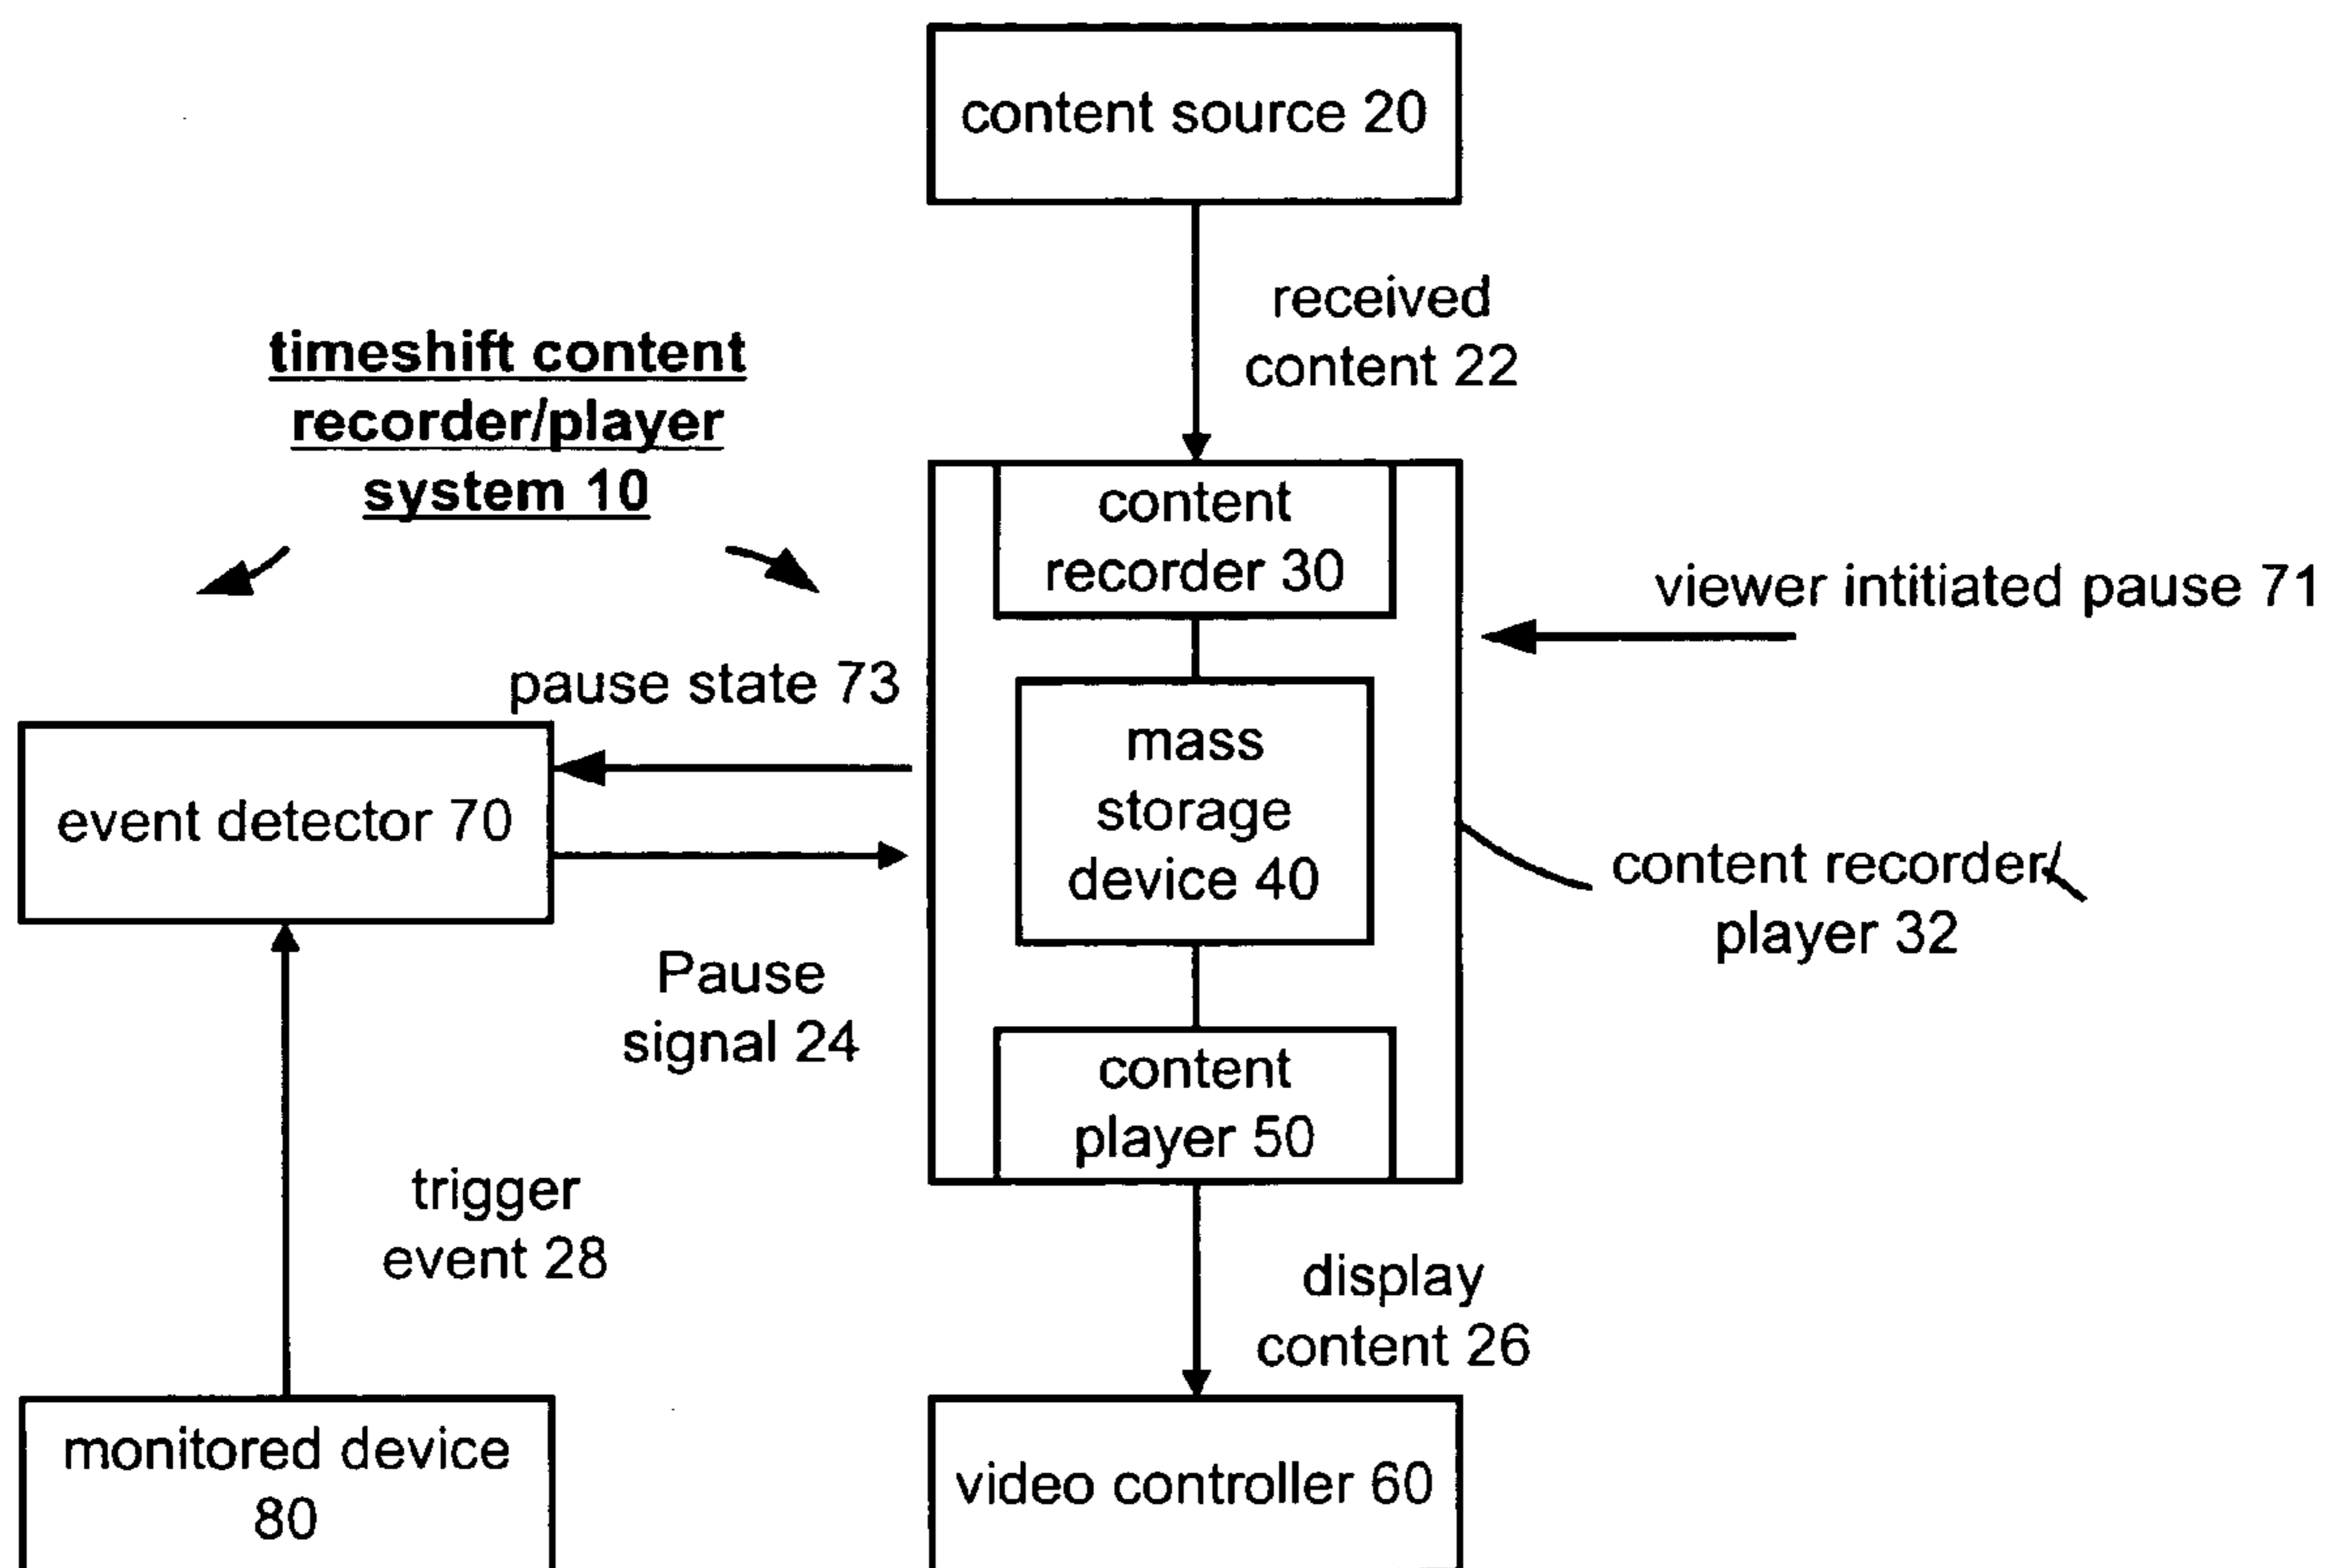 content source 20
received
content 22
timeshift content
recorder/player
system 10
content
recorder 30
viewer intitiated pause 71
pause state 73
mass
storage
device 40
event detector 70
content recorder/
player 32
Pause
signal 24
content
player 50
trigger
event 28
display
content 26
monitored device
80
video controller 60